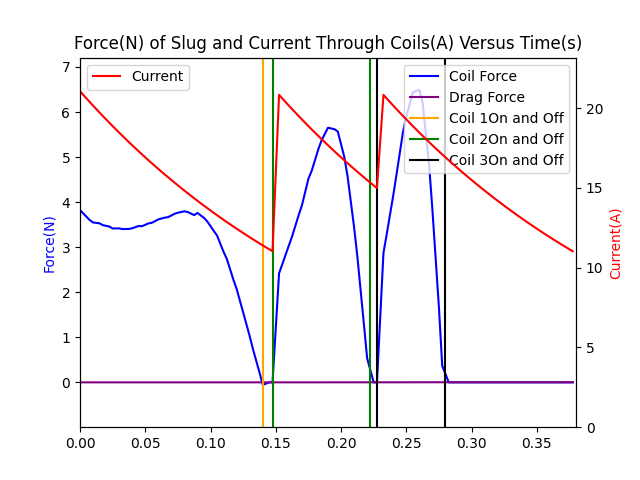 Force(N) of Slug and Current Through Coils(A) Versus Time(s)
Current
Coil Force
Drag Force
Coil 1On and Off
Coil 2On and Off
Coil 3On and Off
Force(N)
7
6
5
4
3
2
1
0
Current(A)
20
15
10
5
0
0.00 0.05 0.10 0.15 0.20 0.25 0.30 0.35